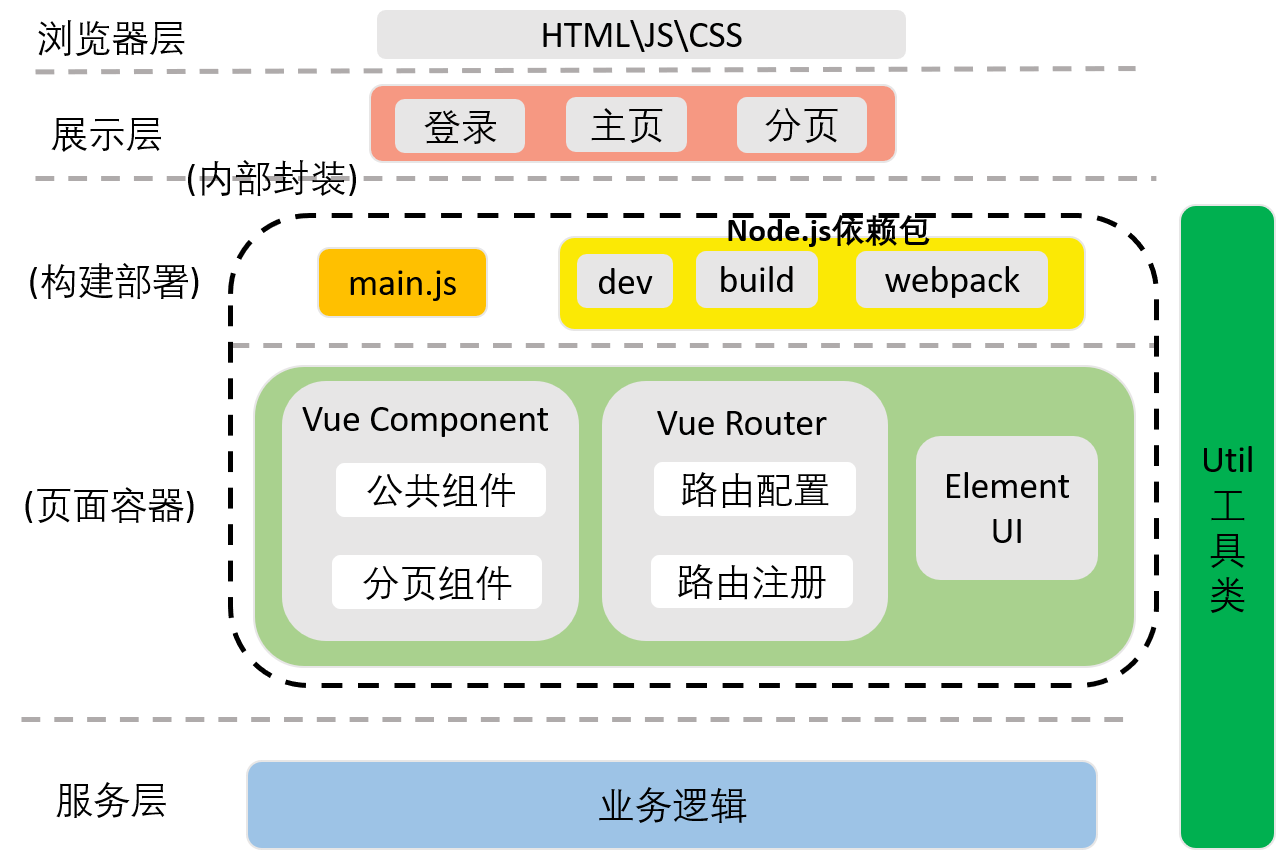 浏览器层
HTML\JS\CSS
展示层
登录
主页
分页
(内部封装)
Node.js依赖包
(构建部署)
main.js
dev
build
webpack
Vue Component
Vue Router
公共组件
路由配置
Element
UI
(页面容器)
分页组件
路由注册
Util
工
具
类
服务层
业务逻辑